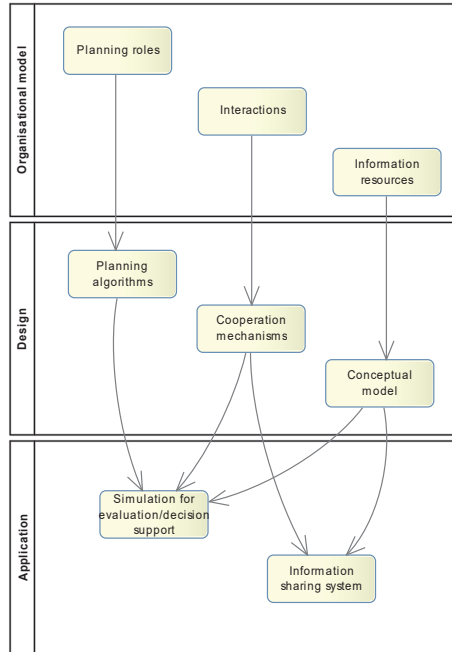 Organisational model
Planning roles
Interactions
Information
resources
Design
Planning
algorithms
Cooperation
mechanisms
Conceptual
model
Application
Simulation for
evaluation/decision
support
Information
sharing system